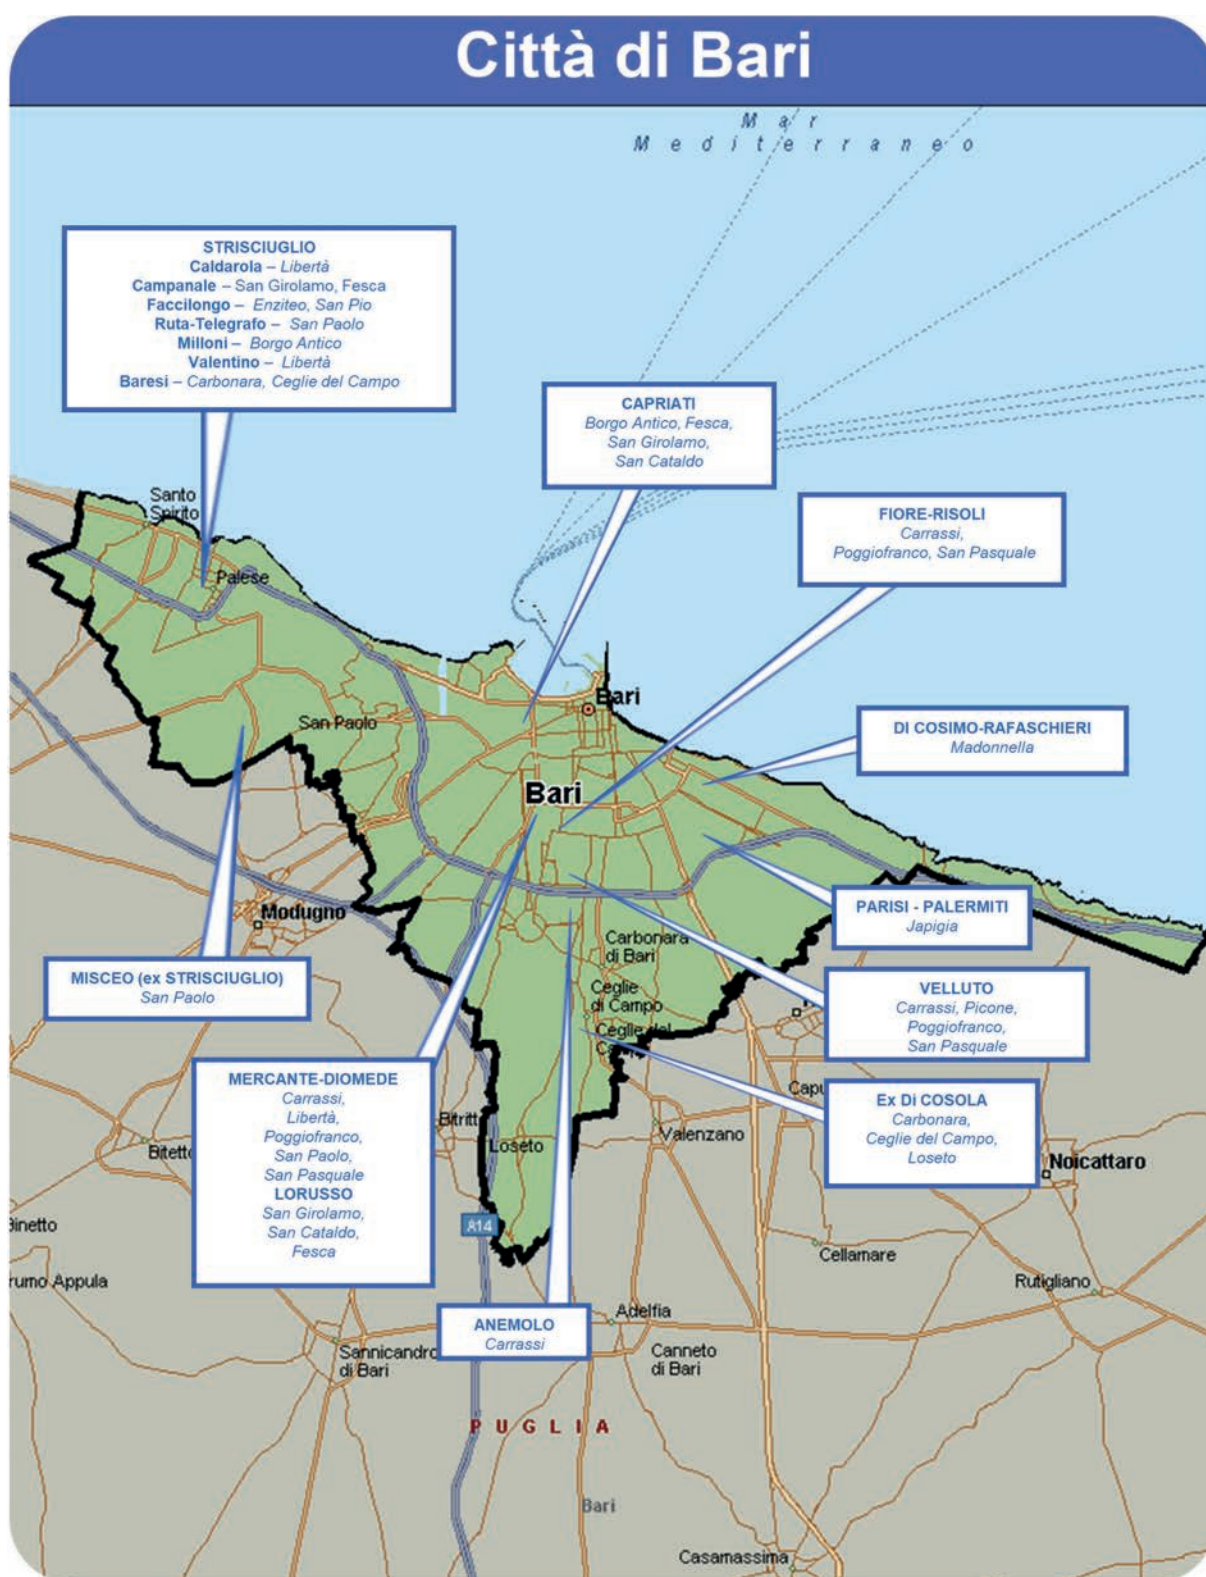 Città di Bari
Mar
Mediterraneo
STRISCIUGLIO
Caldarola – Libertà
Campanale – San Girolamo, Fesca
Faccilongo – Enziteo, San Pio
Ruta-Telegrafo – San Paolo
Milloni – Borgo Antico
Valentino – Libertà
Baresi – Carbonara, Ceglie del Campo
CAPRIATI
Borgo Antico, Fesca,
San Girolamo,
San Cataldo
FIORE-RISOLI
Carrassi,
Poggiofranco, San Pasquale
Santo
Spirito
Palese
San Paolo
Bari
DI COSIMO-RAFASCHIERI
Madonnella
Bari
PARISI - PALERMITI
Japigia
Modugno
Carbonara
di Bari
MISCEO (ex STRISCIUGLIO)
San Paolo
Ceglie
di Campo
Ceglie del
VELLUTO
Carrassi, Picone,
Poggiofranco,
San Pasquale
MERCANTE-DIOMEDE
Carrassi,
Libertà,
Poggiofranco,
San Paolo,
San Pasquale
LORUSSO
San Girolamo,
San Cataldo,
Fesca
Ex Di COSOLA
Carbonara,
Ceglie del Campo,
Loseto
Capu
Bitritt
Valenzano
Bitetto
Loseto
Noicattaro
A14
Binetto
Cellamare
rumo Appula
Rutigliano
ANEMOLO
Carrassi
Adelfia
Sannicandro
di Bari
Canneto
di Bari
PUGLIA
Bari
Casamassima